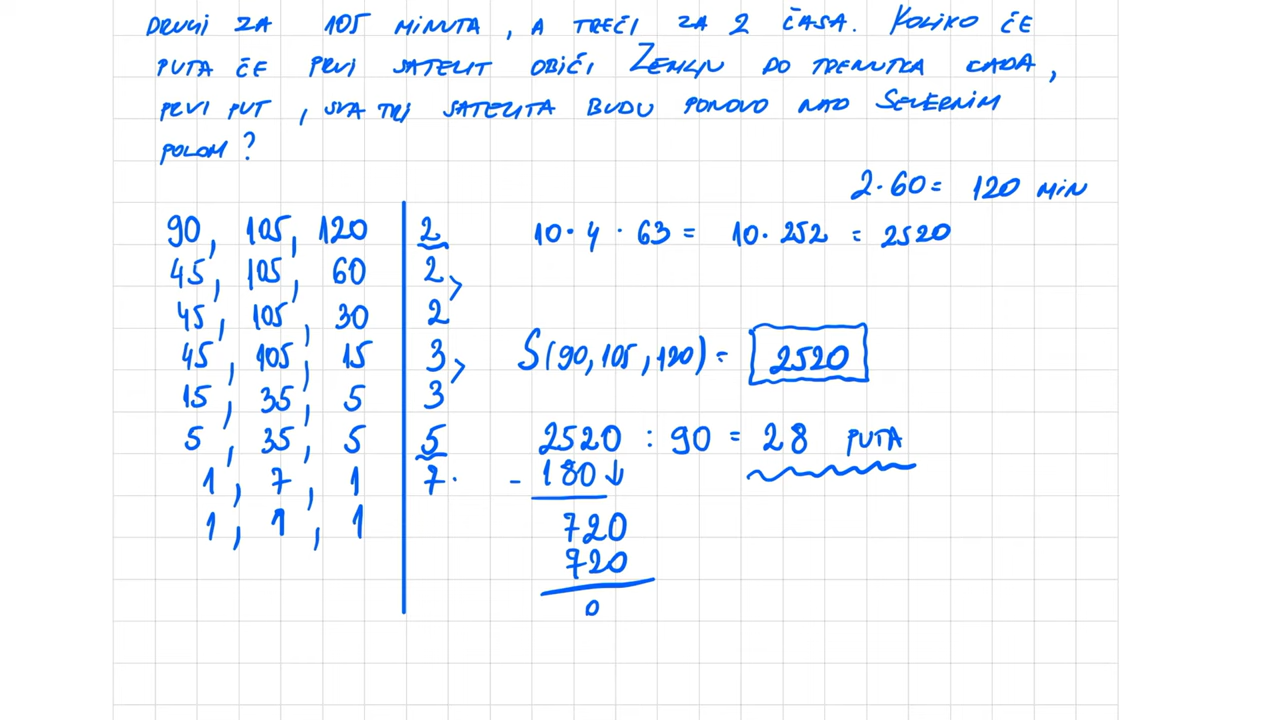 DRUGI ZA 105 MINUTA, A TREĆI ZA 2 ČASA. KOLIKO ĆE
PUTA ĆE PRVI SATELIT OBIĆI ZEMLJU DO TRENUTKA KADA,
PRVI PUT, SVA TRI SATELITA BUDU PONOVO NAD SEVERNIM
POLOM?
2·60= 120 MIN
90, 105, 120 | 2
10·4·63= 10·252 = 2520
45, 105, 60 | 2
45, 105, 30 | 2
S(90,105,120)= 2520
45, 105, 15 | 3
15, 35, 5 | 3
5, 35, 5 | 5
2520 : 90 = 28 PUTA
1, 7, 1 | 7.
-180↓
1, 1, 1
720
720
0